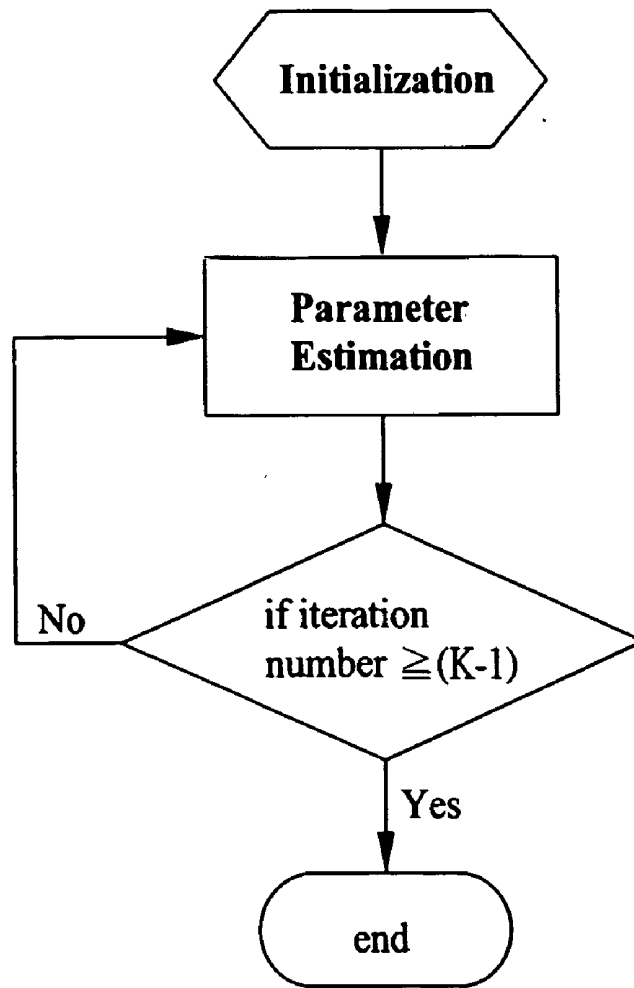 Initialization
Parameter
Estimation
if iteration
number ≧(K-1)
No
Yes
end